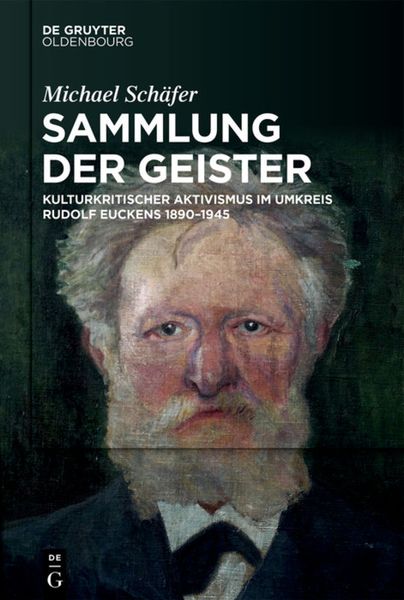 DE GRUYTER
OLDENBOURG
Michael Schäfer
SAMMLUNG
DER GEISTER
KULTURKRITISCHER AKTIVISMUS IM UMKREIS
RUDOLF EUCKENS 1890–1945
DE
G